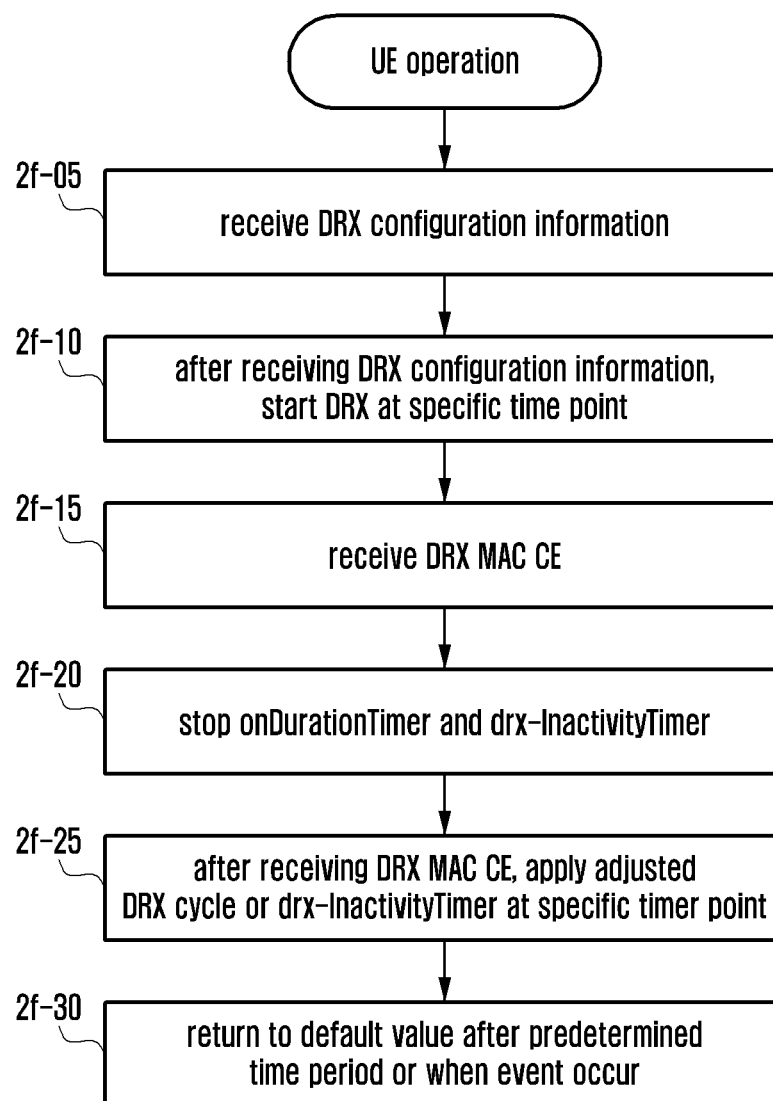 UE operation
2f-05
receive DRX configuration information
2f-10
after receiving DRX configuration information,
start DRX at specific time point
2f-15
receive DRX MAC CE
2f-20
stop onDurationTimer and drx-InactivityTimer
2f-25
after receiving DRX MAC CE, apply adjusted
DRX cycle or drx-InactivityTimer at specific timer point
2f-30
return to default value after predetermined
time period or when event occur